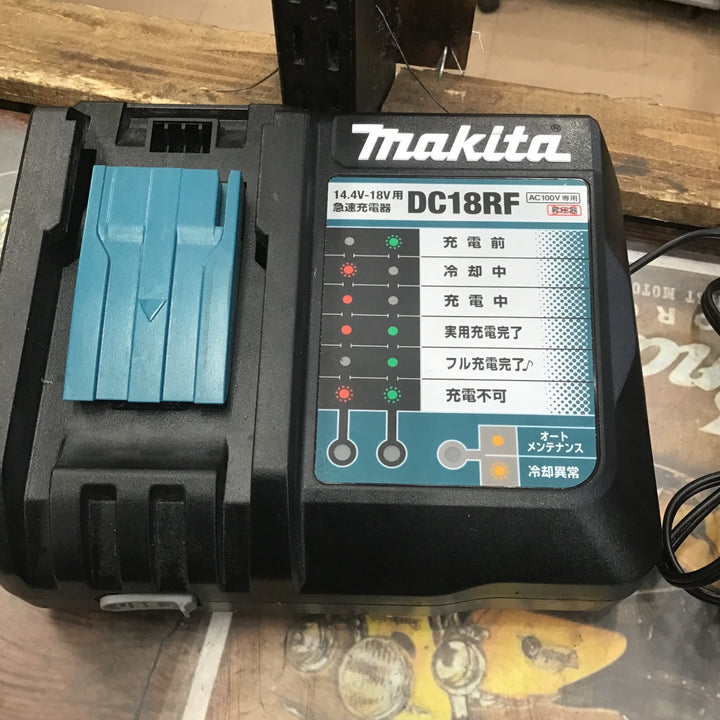 makita®
14.4V-18V用
急速充電器 DC18RF
AC100V専用
昇圧器
充電前
冷却中
充電中
実用充電完了
フル充電完了♪
充電不可
オート
メンテナンス
冷却異常